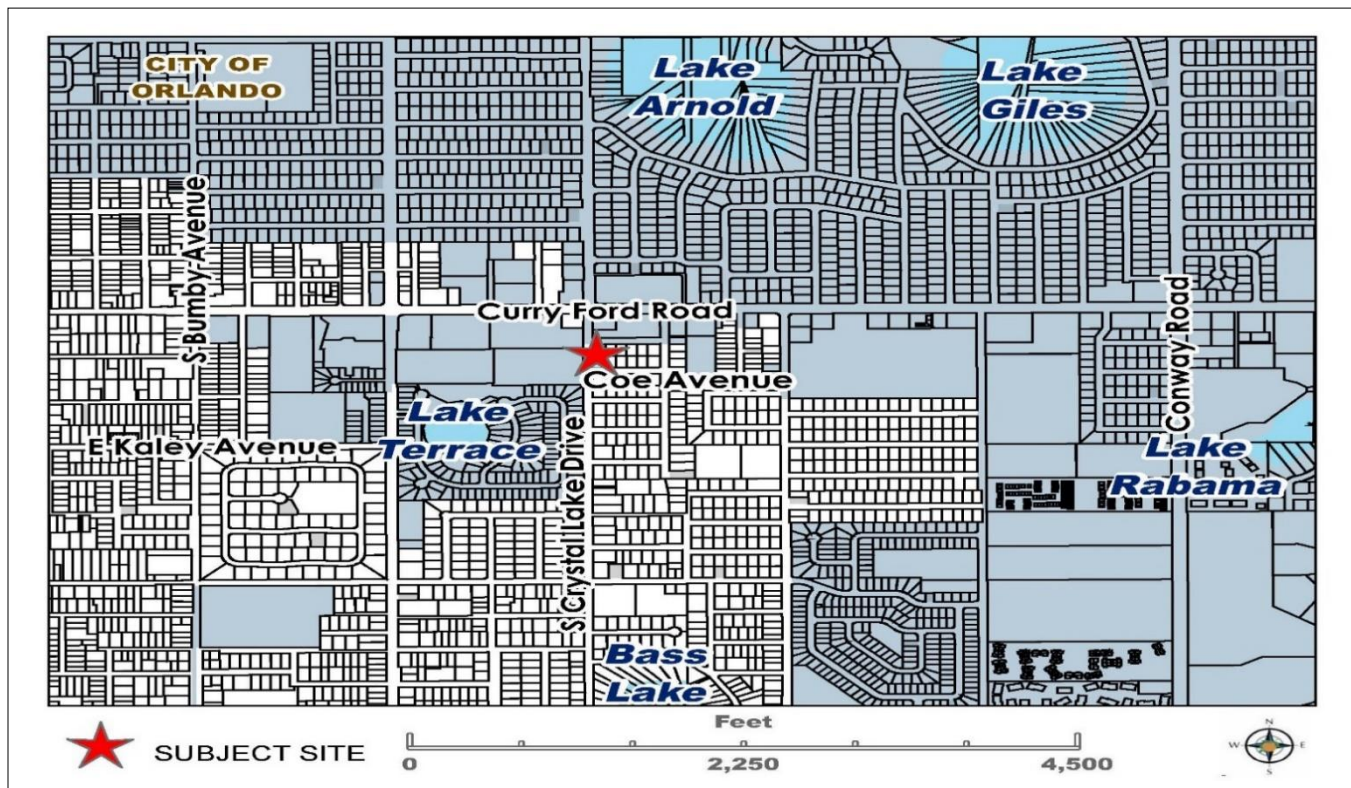 CITY OF
ORLANDO
Lake
Arnold
Lake
Giles
S Bumby Avenue
Curry Ford Road
Conway Road
Coe Avenue
Lake
Terrace
E Kaley Avenue
S Crystal Lake Drive
Lake
Rabama
Bass
Lake
Feet
SUBJECT SITE
0
2,250
4,500
N
W
E
S